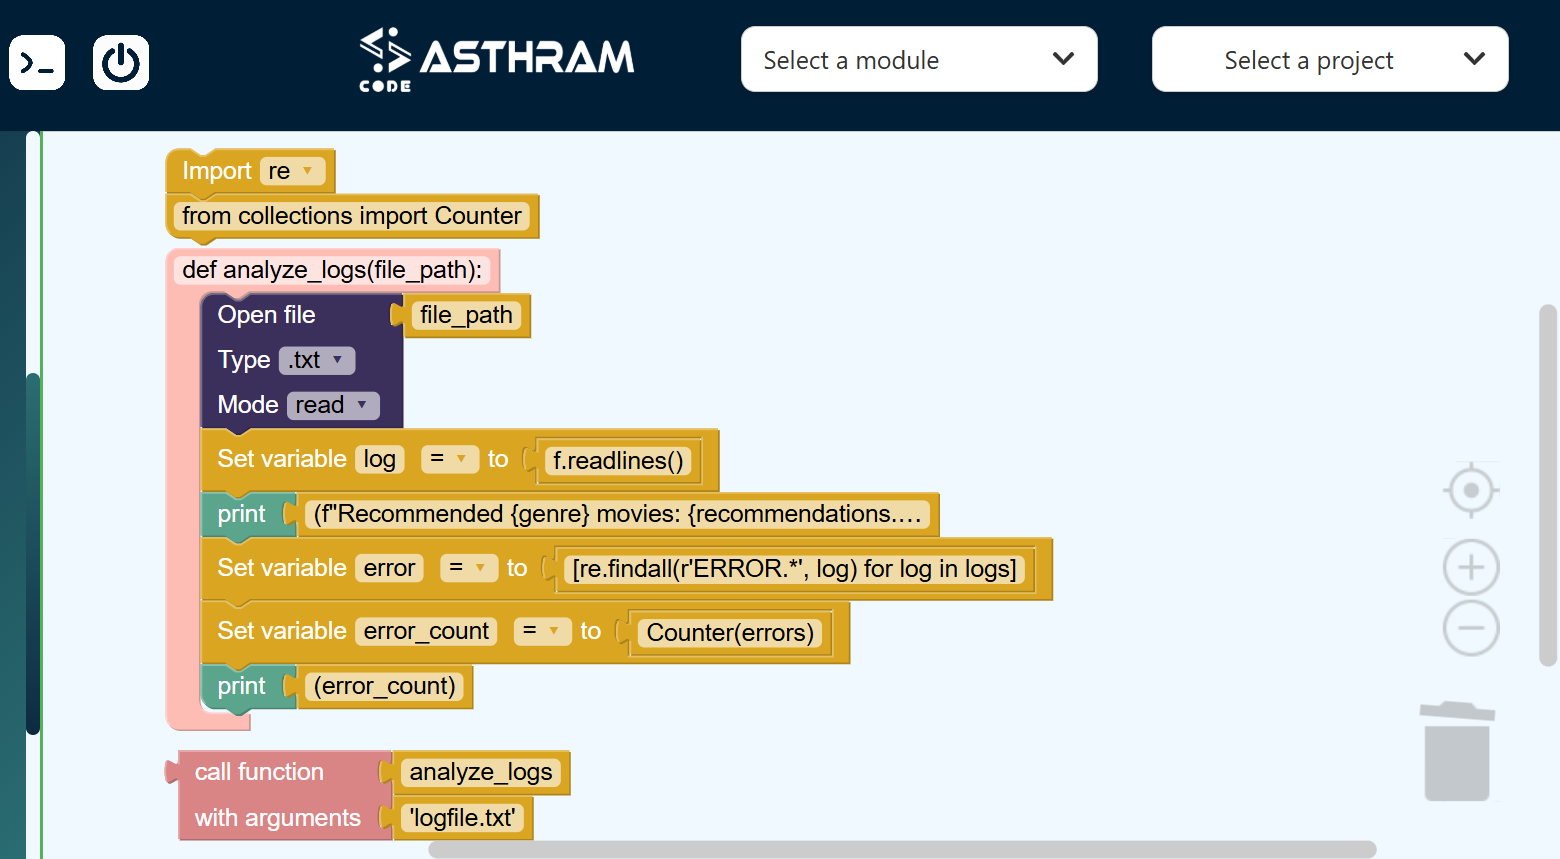 >_
CODE ASTHRAM
Select a module
Select a project
Import re
from collections import Counter
def analyze_logs(file_path):
Open file file_path
Type .txt
Mode read
Set variable log = to f.readlines()
print (f"Recommended {genre} movies: {recommendations....
Set variable error = to [re.findall(r'ERROR.*', log) for log in logs]
Set variable error_count = to Counter(errors)
print (error_count)
call function analyze_logs
with arguments 'logfile.txt'